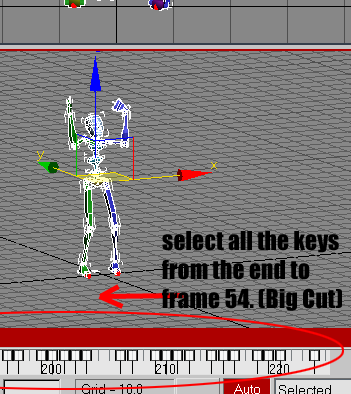 y
x
select all the keys
from the end to
frame 54. (Big Cut)
200
210
220
Grid = 10.0
Auto
Selected